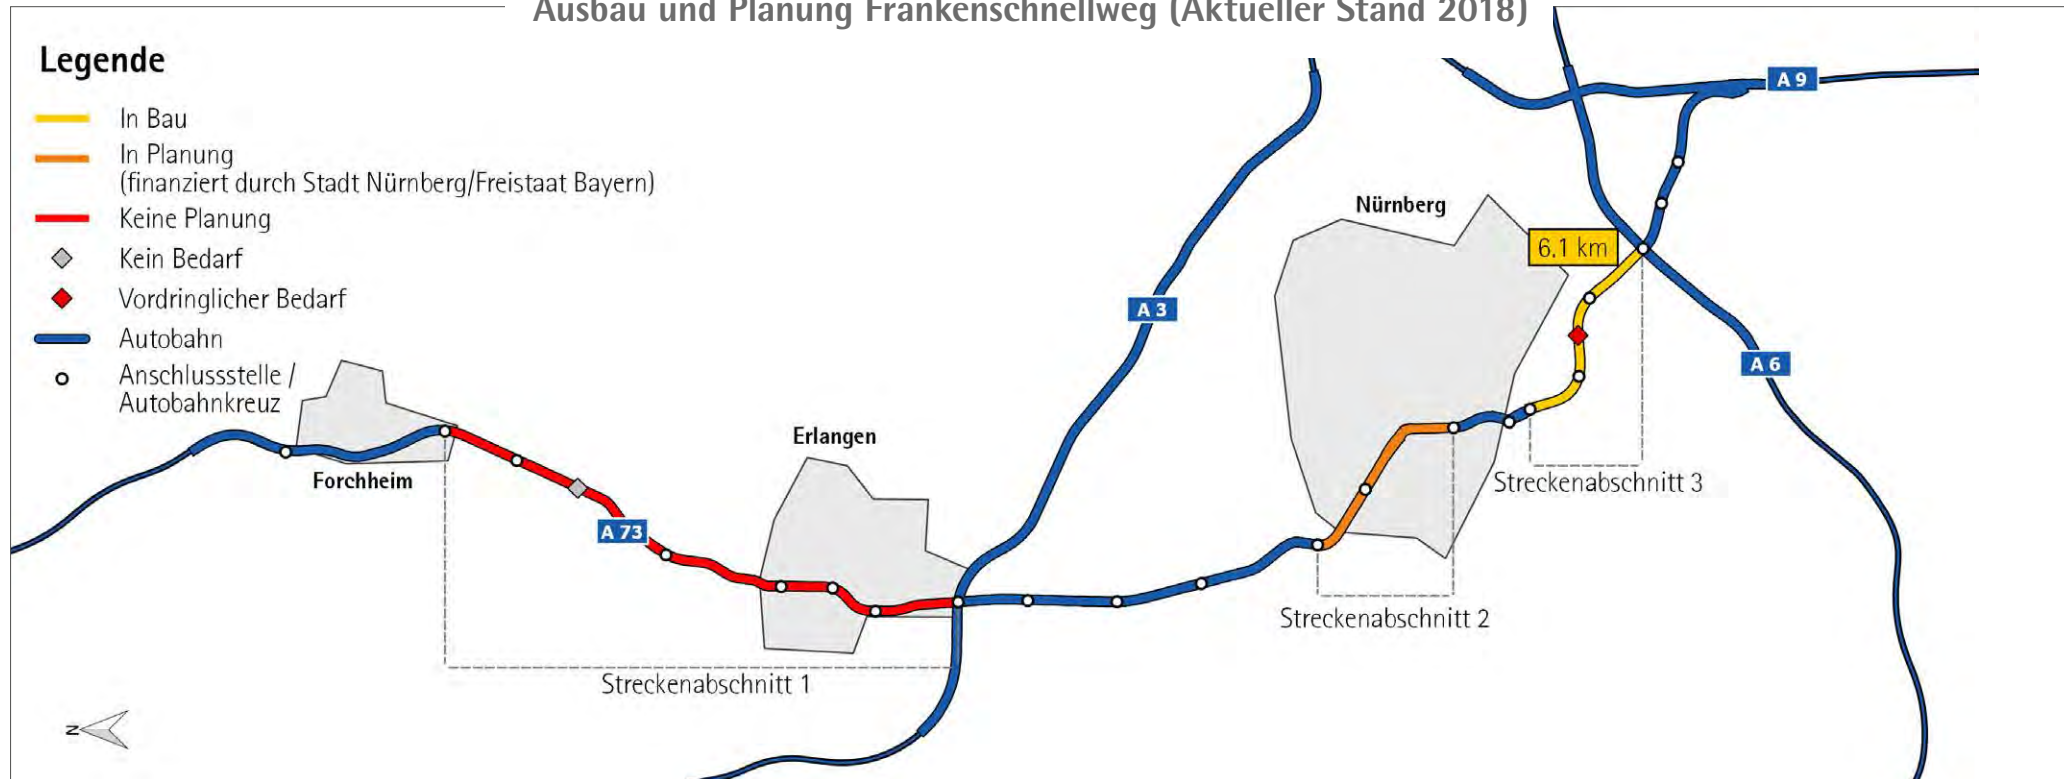 Ausbau und Planung Frankenschnellweg (Aktueller Stand 2018)
Legende
In Bau
In Planung
(finanziert durch Stadt Nürnberg/Freistaat Bayern)
Keine Planung
Kein Bedarf
Vordringlicher Bedarf
Autobahn
Anschlussstelle /
Autobahnkreuz
A 9
Nürnberg
6.1 km
A 3
A 6
Erlangen
Forchheim
Streckenabschnitt 3
A 73
Streckenabschnitt 2
Streckenabschnitt 1
N